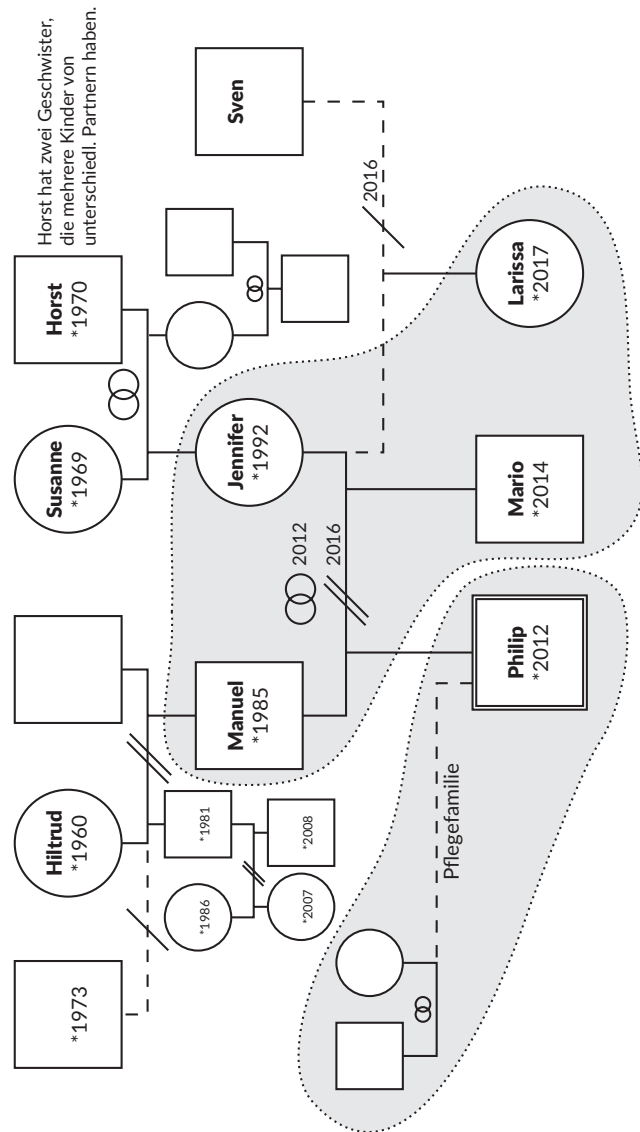 *1973
Hiltrud
*1960
Susanne
*1969
Horst
*1970
Horst hat zwei Geschwister,
die mehrere Kinder von
unterschiedl. Partnern haben.
*1986
*1981
*2007
*2008
Manuel
*1985
2012
2016
Jennifer
*1992
2016
Sven
Pflegefamilie
Philip
*2012
Mario
*2014
Larissa
*2017